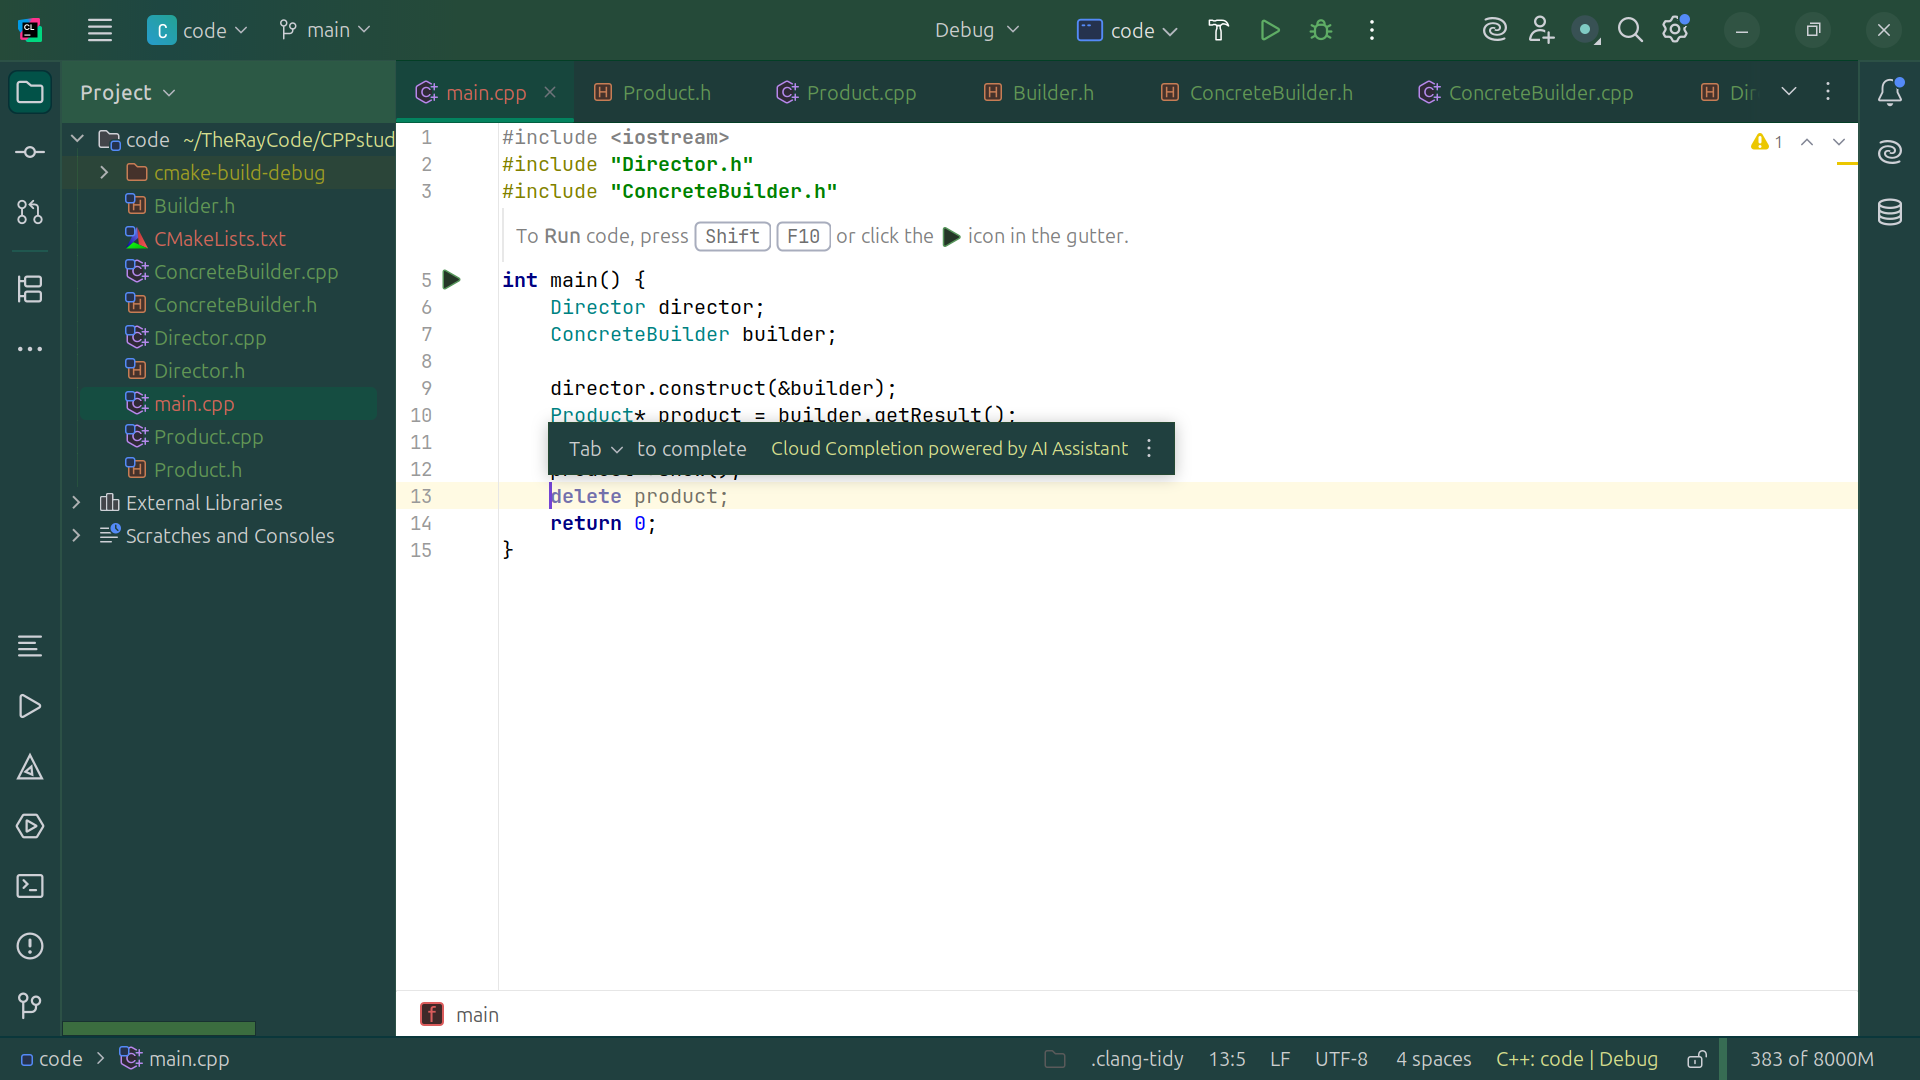 C code main Debug code
Project
main.cpp Product.h Product.cpp Builder.h ConcreteBuilder.h ConcreteBuilder.cpp Dir
code ~/TheRayCode/CPPstud
cmake-build-debug
Builder.h
CMakeLists.txt
ConcreteBuilder.cpp
ConcreteBuilder.h
Director.cpp
Director.h
main.cpp
Product.cpp
Product.h
External Libraries
Scratches and Consoles
1 #include <iostream>
2 #include "Director.h"
3 #include "ConcreteBuilder.h"
To Run code, press Shift F10 or click the icon in the gutter.
5 int main() {
6 Director director;
7 ConcreteBuilder builder;
8
9 director.construct(&builder);
10 Product* product = builder.getResult();
11
Tab to complete Cloud Completion powered by AI Assistant
12
13 delete product;
14 return 0;
15 }
1
main
code > main.cpp .clang-tidy 13:5 LF UTF-8 4 spaces C++: code | Debug 383 of 8000M